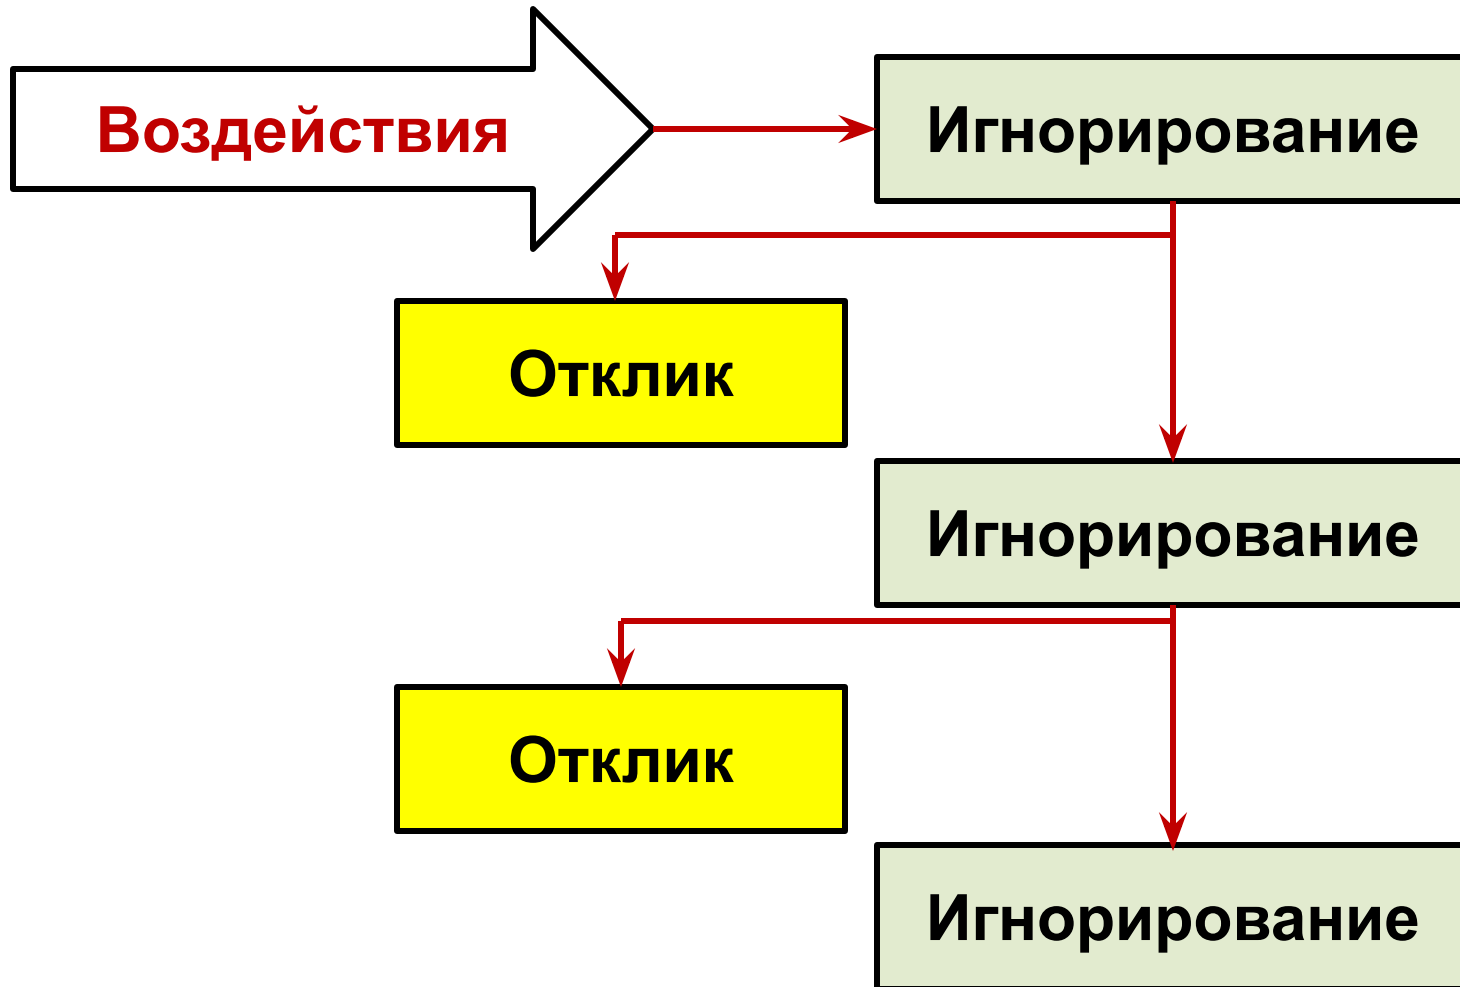 Воздействия
Игнорирование
Отклик
Игнорирование
Отклик
Игнорирование